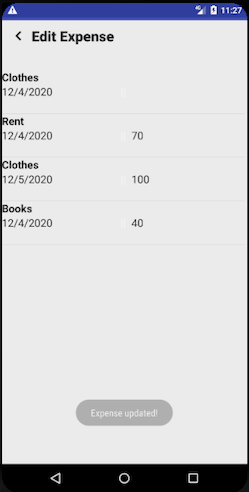 11:27
Edit Expense
Clothes
12/4/2020
Rent
12/4/2020 70
Clothes
12/5/2020 100
Books
12/4/2020 40
Expense updated!